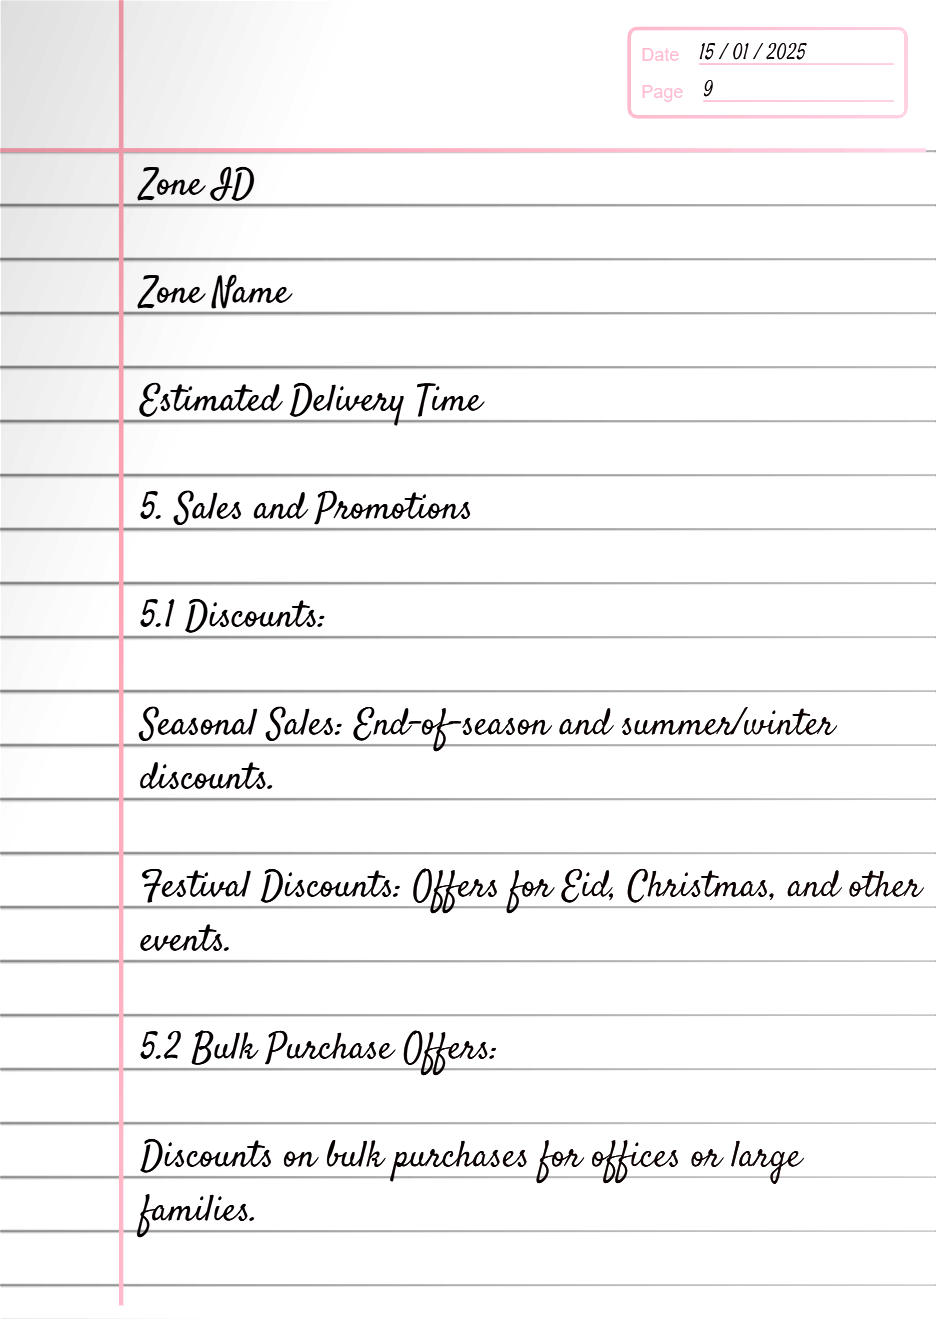 Date 15 / 01 / 2025
Page 9
Zone ID
Zone Name
Estimated Delivery Time
5. Sales and Promotions
5.1 Discounts:
Seasonal Sales: End-of-season and summer/winter
discounts.
Festival Discounts: Offers for Eid, Christmas, and other
events.
5.2 Bulk Purchase Offers:
Discounts on bulk purchases for offices or large
families.